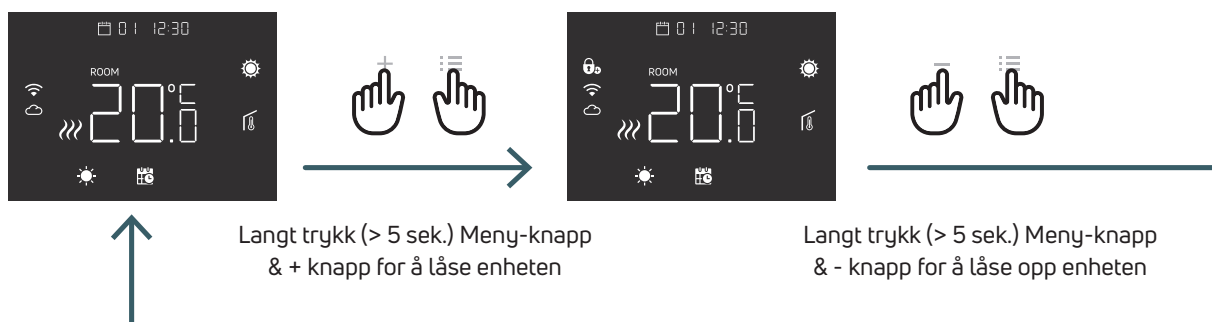 01 12:30
ROOM
20.0°C
Langt trykk (> 5 sek.) Meny-knapp
& + knapp for å låse enheten
01 12:30
ROOM
20.0°C
Langt trykk (> 5 sek.) Meny-knapp
& - knapp for å låse opp enheten